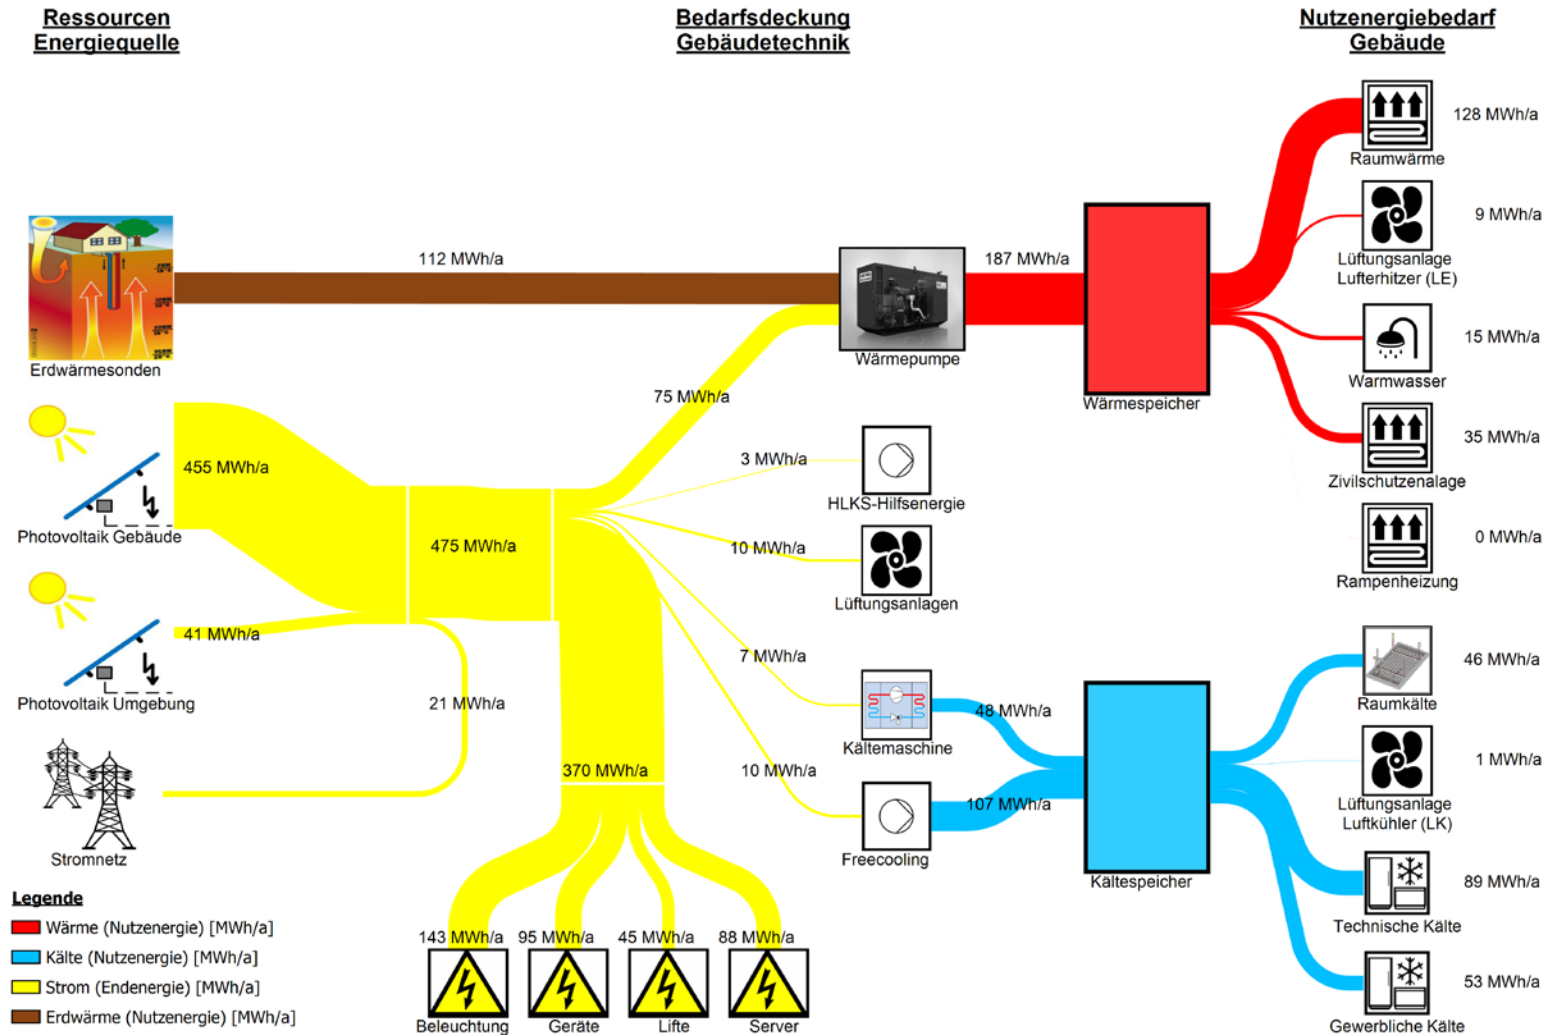 Ressourcen
Energiequelle
Bedarfsdeckung
Gebäudetechnik
Nutzenergiebedarf
Gebäude
128 MWh/a
Raumwärme
9 MWh/a
Lüftungsanlage
Lufterhitzer (LE)
112 MWh/a
187 MWh/a
Erdwärmesonden
Wärmepumpe
Wärmespeicher
15 MWh/a
Warmwasser
75 MWh/a
35 MWh/a
Zivilschutzenalage
455 MWh/a
3 MWh/a
HLKS-Hilfsenergie
Photovoltaik Gebäude
475 MWh/a
10 MWh/a
Lüftungsanlagen
0 MWh/a
Rampenheizung
41 MWh/a
Photovoltaik Umgebung
21 MWh/a
7 MWh/a
Kältemaschine
48 MWh/a
46 MWh/a
Raumkälte
370 MWh/a
10 MWh/a
Freecooling
107 MWh/a
1 MWh/a
Lüftungsanlage
Luftkühler (LK)
Stromnetz
Kältespeicher
89 MWh/a
Technische Kälte
53 MWh/a
Gewerbliche Kälte
Legende
Wärme (Nutzenergie) [MWh/a]
Kälte (Nutzenergie) [MWh/a]
Strom (Endenergie) [MWh/a]
Erdwärme (Nutzenergie) [MWh/a]
143 MWh/a
95 MWh/a
45 MWh/a
88 MWh/a
Beleuchtung
Geräte
Lifte
Server